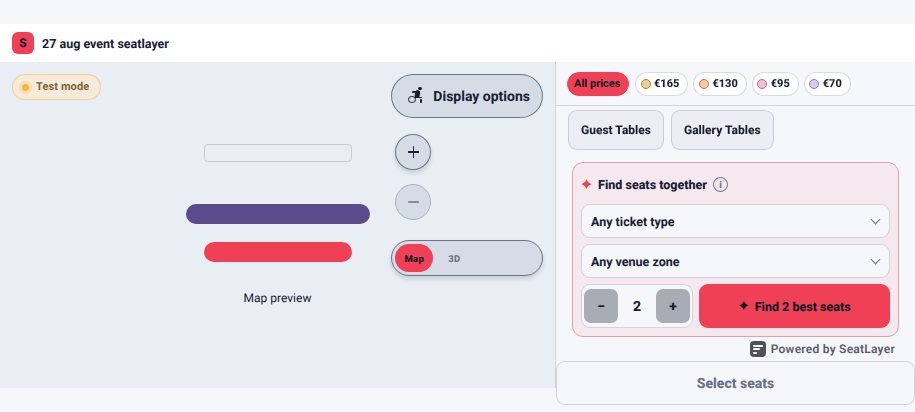 S 27 aug event seatlayer
Test mode
Display options
+
−
Map 3D
Map preview
All prices €165 €130 €95 €70
Guest Tables Gallery Tables
Find seats together i
Any ticket type
Any venue zone
- 2 + Find 2 best seats
Powered by SeatLayer
Select seats